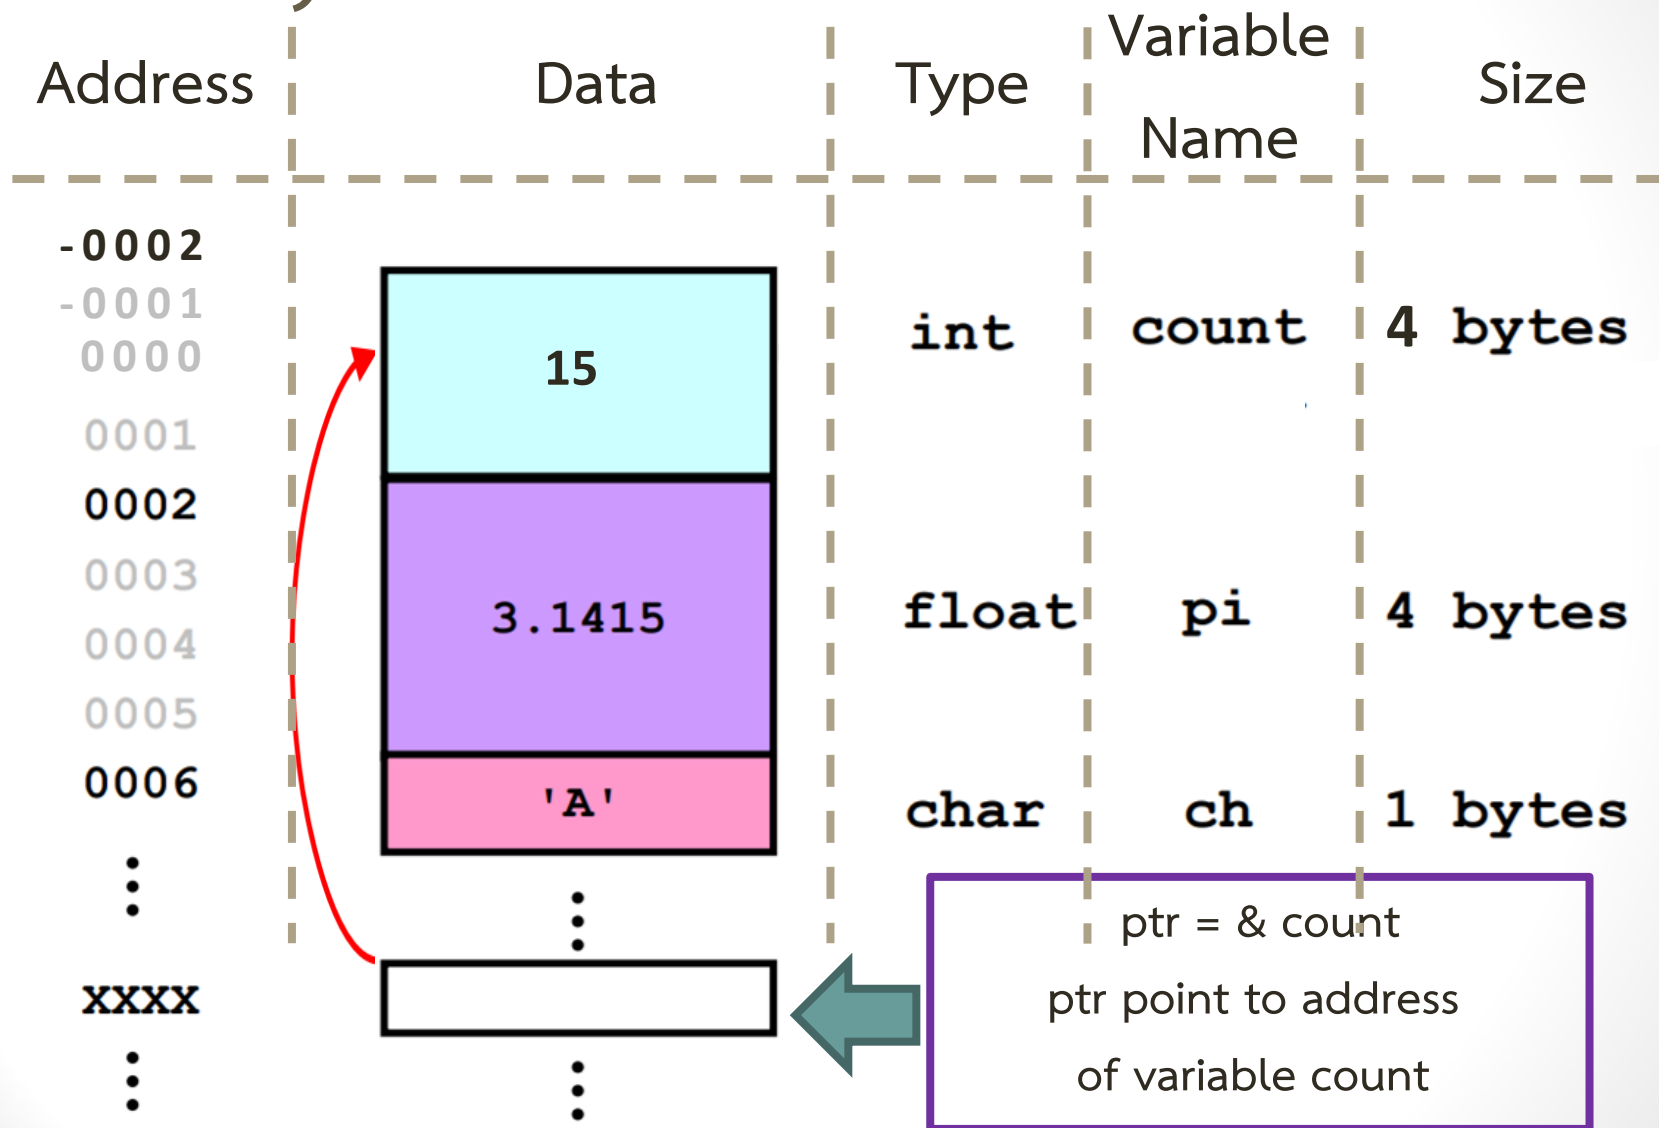 Address Data Type Variable Name Size
-0002
-0001
0000
15 int count 4 bytes
0001
0002
0003
3.1415 float pi 4 bytes
0004
0005
0006
'A' char ch 1 bytes
ptr = & count
xxxx
ptr point to address
of variable count